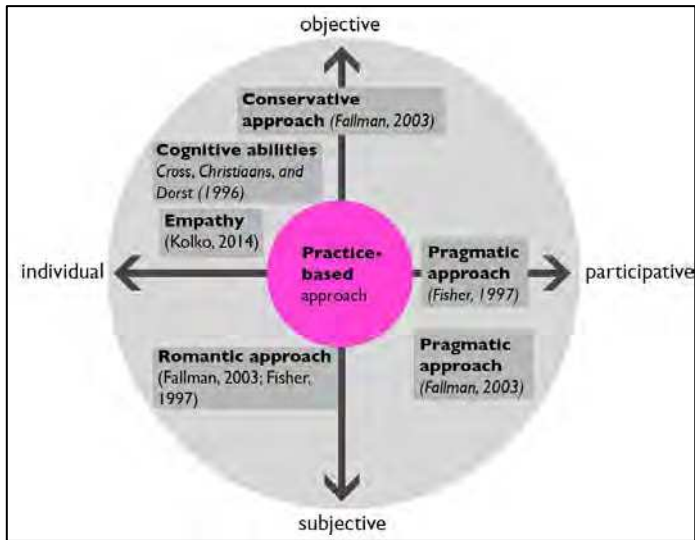 objective
Conservative
approach (Fallman, 2003)
Cognitive abilities
Cross, Christiaans, and
Dorst (1996)
Empathy
(Kolko, 2014)
individual
Practice-
based
approach
Pragmatic
approach
(Fisher, 1997)
participative
Romantic approach
(Fallman, 2003; Fisher,
1997)
Pragmatic
approach
(Fallman, 2003)
subjective